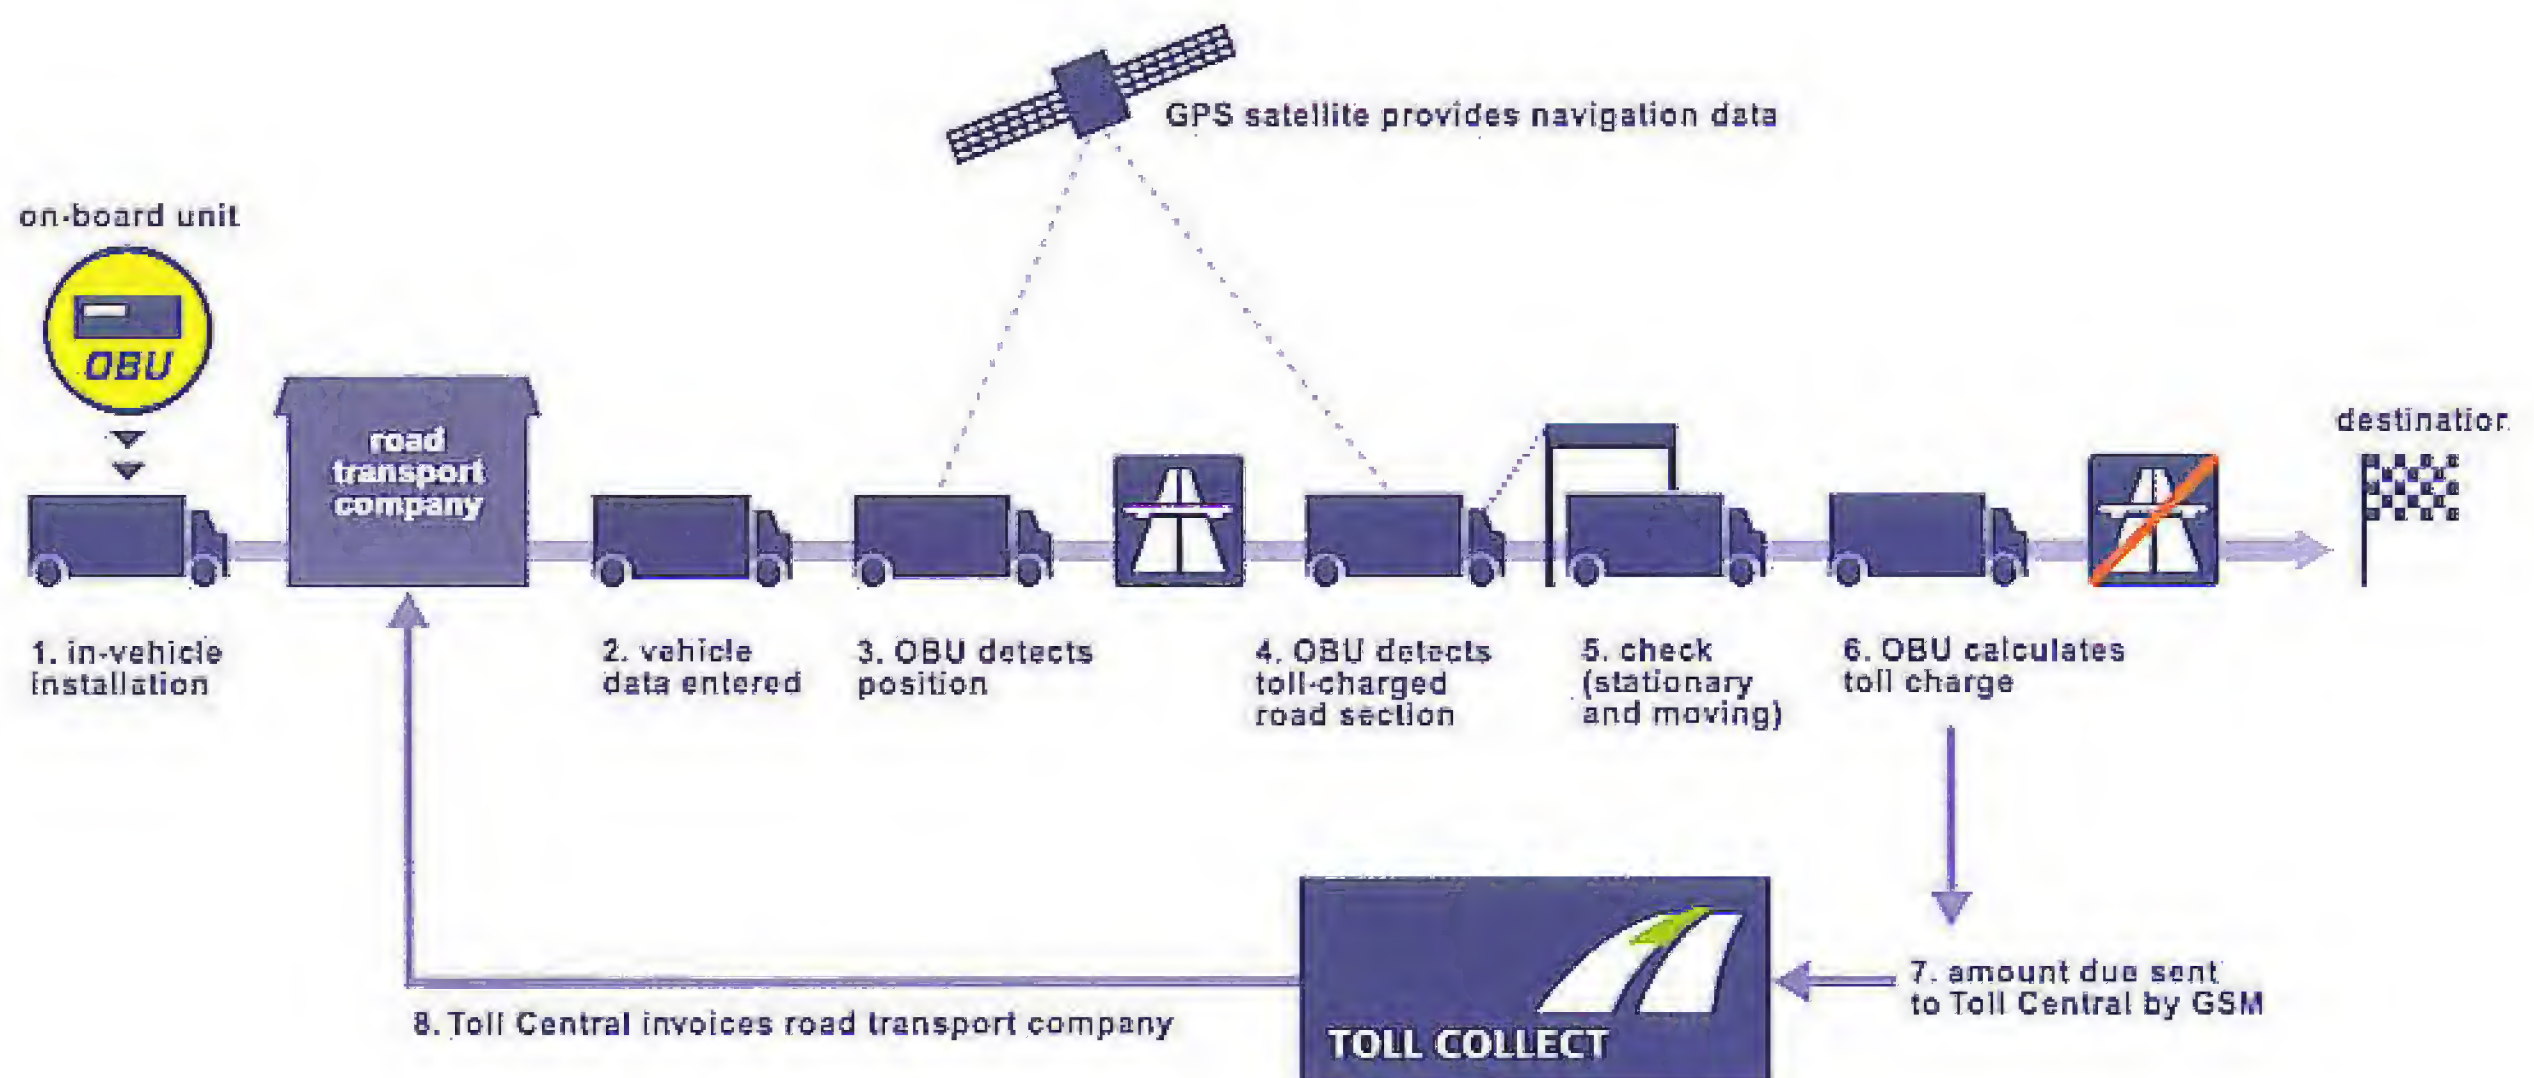 GPS satellite provides navigation data
on-board unit
OBU
road
transport
company
destination
1. in-vehicle
installation
2. vehicle
data entered
3. OBU detects
position
4. OBU detects
toll-charged
road section
5. check
(stationary
and moving)
6. OBU calculates
toll charge
7. amount due sent
to Toll Central by GSM
8. Toll Central invoices road transport company
TOLL COLLECT